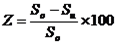 Z = (S₀ − Sₙ) / S₀ × 100